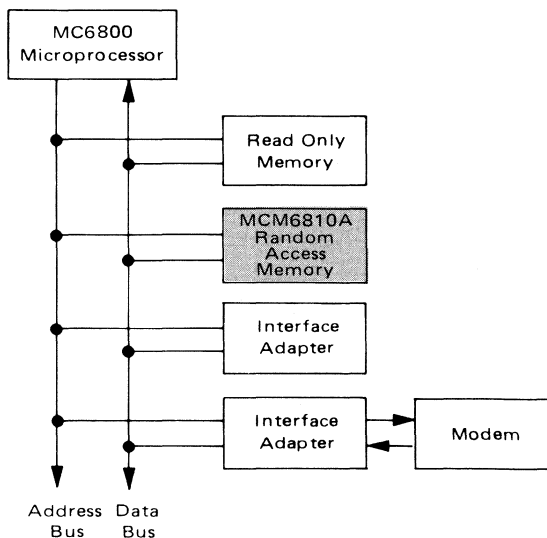 MC6800
Microprocessor
Read Only
Memory
MCM6810A
Random
Access
Memory
Interface
Adapter
Interface
Adapter
Modem
Address Data
Bus Bus